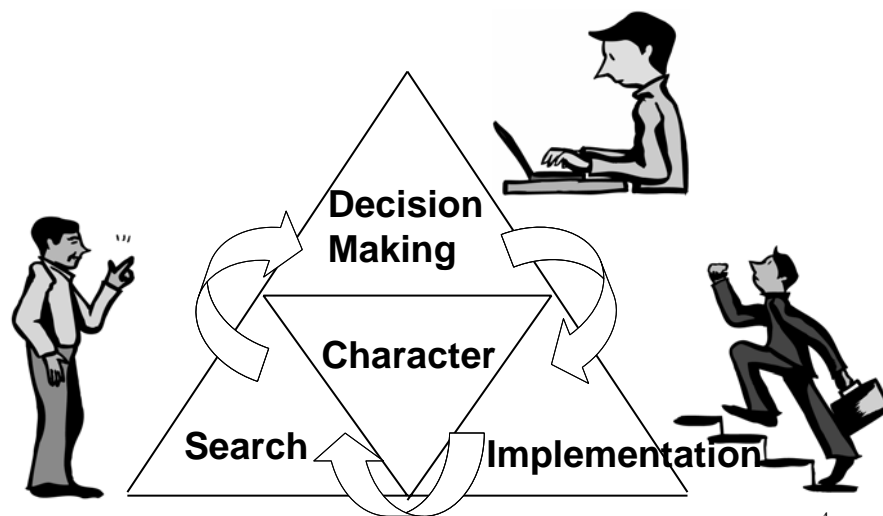 Decision
Making
Character
Search
Implementation